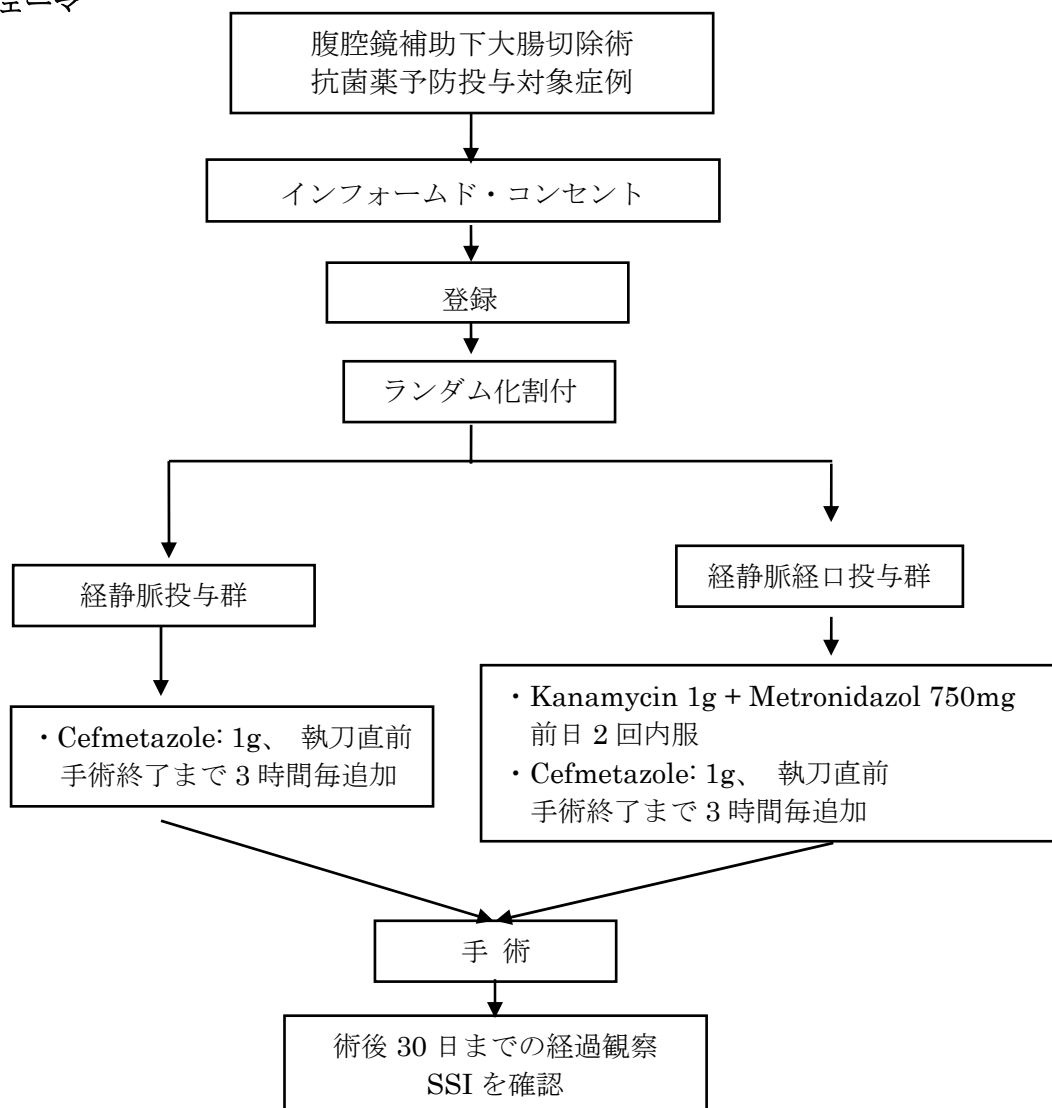 ェーマ
腹腔鏡補助下大腸切除術
抗菌薬予防投与対象症例
インフォームド・コンセント
登録
ランダム化割付
経静脈投与群
経静脈経口投与群
・Cefmetazole: 1g、 執刀直前
手術終了まで 3 時間毎追加
・Kanamycin 1g + Metronidazol 750mg
前日 2 回内服
・Cefmetazole: 1g、 執刀直前
手術終了まで 3 時間毎追加
手 術
術後 30 日までの経過観察
SSI を確認